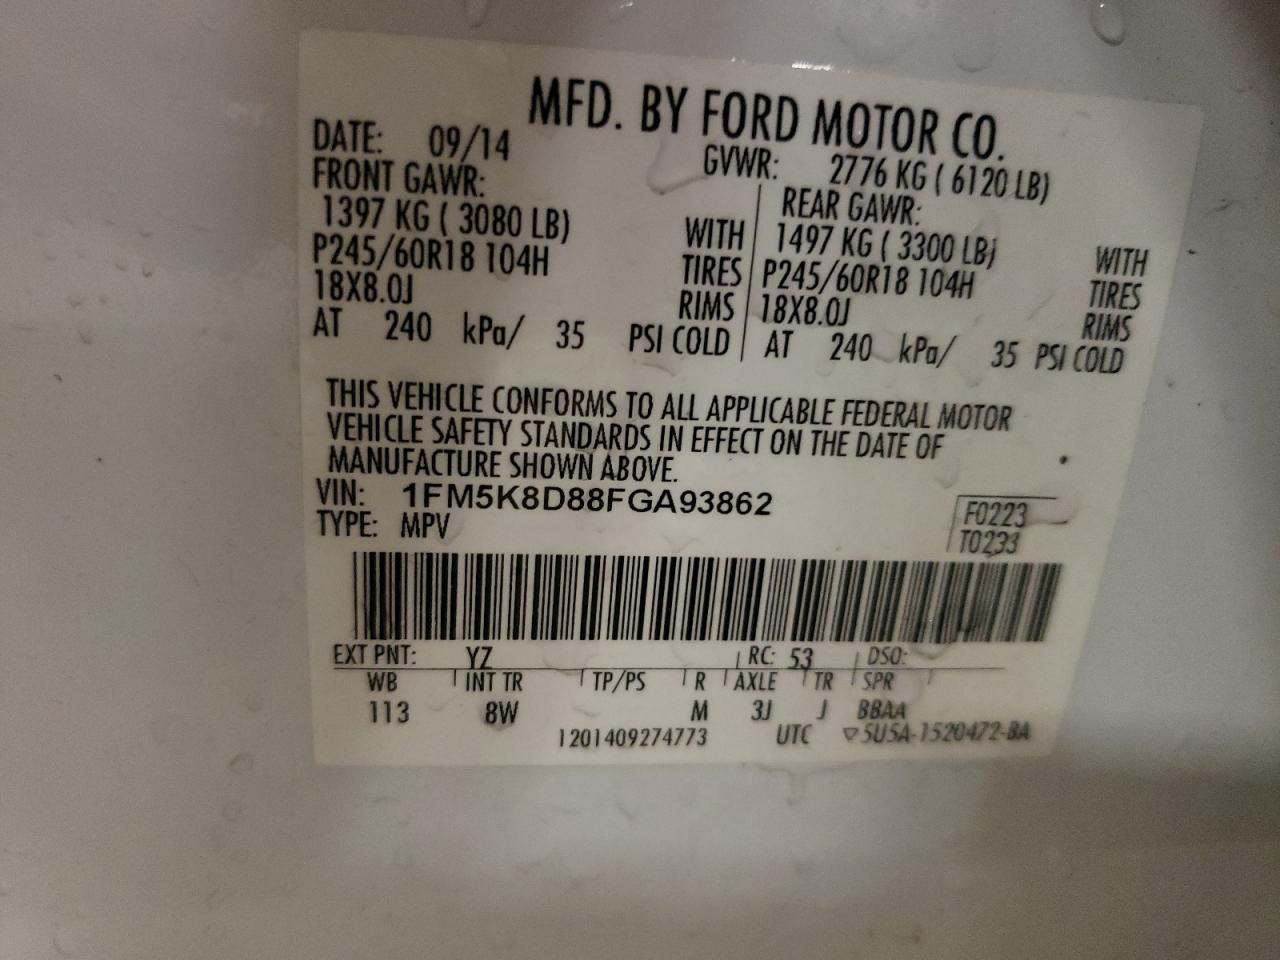 MFD. BY FORD MOTOR CO.
DATE: 09/14 GVWR: 2776 KG ( 6120 LB)
FRONT GAWR: REAR GAWR:
1397 KG ( 3080 LB) WITH 1497 KG ( 3300 LB) WITH
P245/60R18 104H TIRES P245/60R18 104H TIRES
18X8.0J RIMS 18X8.0J RIMS
AT 240 kPa/ 35 PSI COLD AT 240 kPa/ 35 PSI COLD
THIS VEHICLE CONFORMS TO ALL APPLICABLE FEDERAL MOTOR
VEHICLE SAFETY STANDARDS IN EFFECT ON THE DATE OF
MANUFACTURE SHOWN ABOVE.
VIN: 1FM5K8D88FGA93862
TYPE: MPV
F0223
T0233
EXT PNT: YZ RC: 53 DSO:
WB INT TR TP/PS R AXLE TR SPR
113 8W M 3J J BBAA
1201409274773 UTC ▽5U5A-1520472-BA